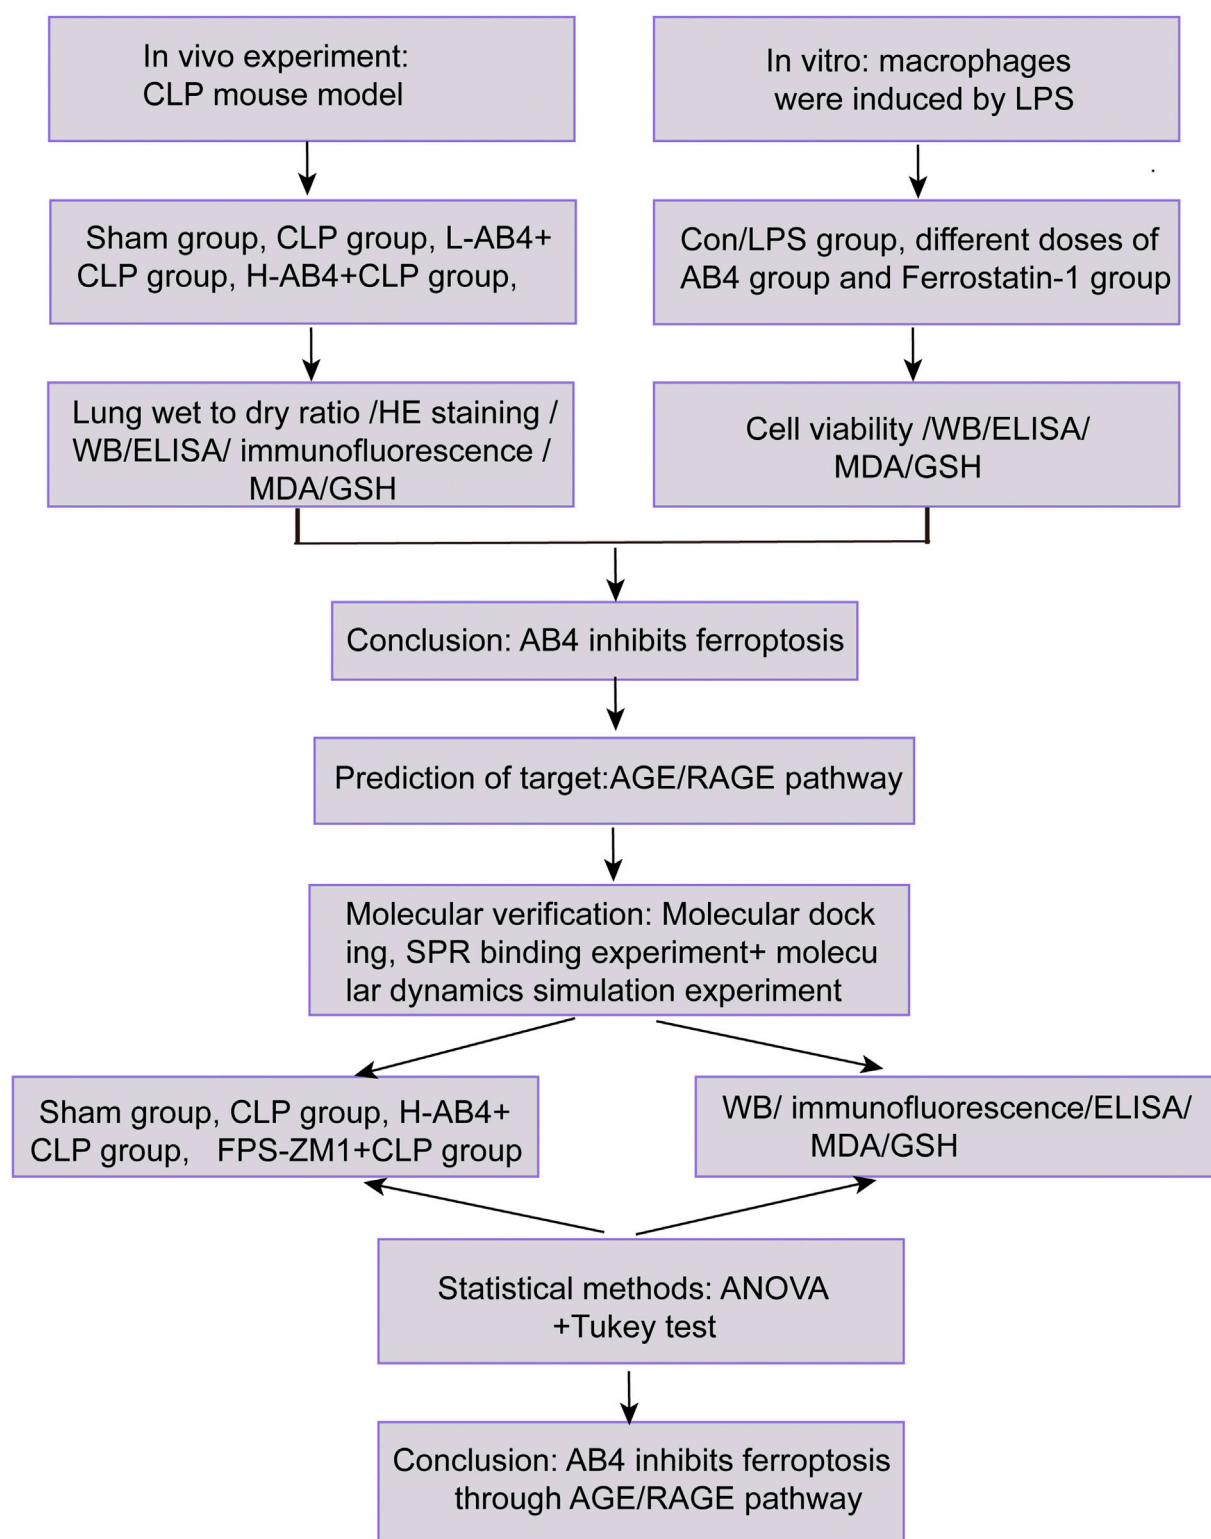 In vivo experiment:
CLP mouse model
In vitro: macrophages
were induced by LPS
Sham group, CLP group, L-AB4+
CLP group, H-AB4+CLP group,
Con/LPS group, different doses of
AB4 group and Ferrostatin-1 group
Lung wet to dry ratio /HE staining /
WB/ELISA/ immunofluorescence /
MDA/GSH
Cell viability /WB/ELISA/
MDA/GSH
Conclusion: AB4 inhibits ferroptosis
Prediction of target:AGE/RAGE pathway
Molecular verification: Molecular dock
ing, SPR binding experiment+ molecu
lar dynamics simulation experiment
Sham group, CLP group, H-AB4+
CLP group, FPS-ZM1+CLP group
WB/ immunofluorescence/ELISA/
MDA/GSH
Statistical methods: ANOVA
+Tukey test
Conclusion: AB4 inhibits ferroptosis
through AGE/RAGE pathway